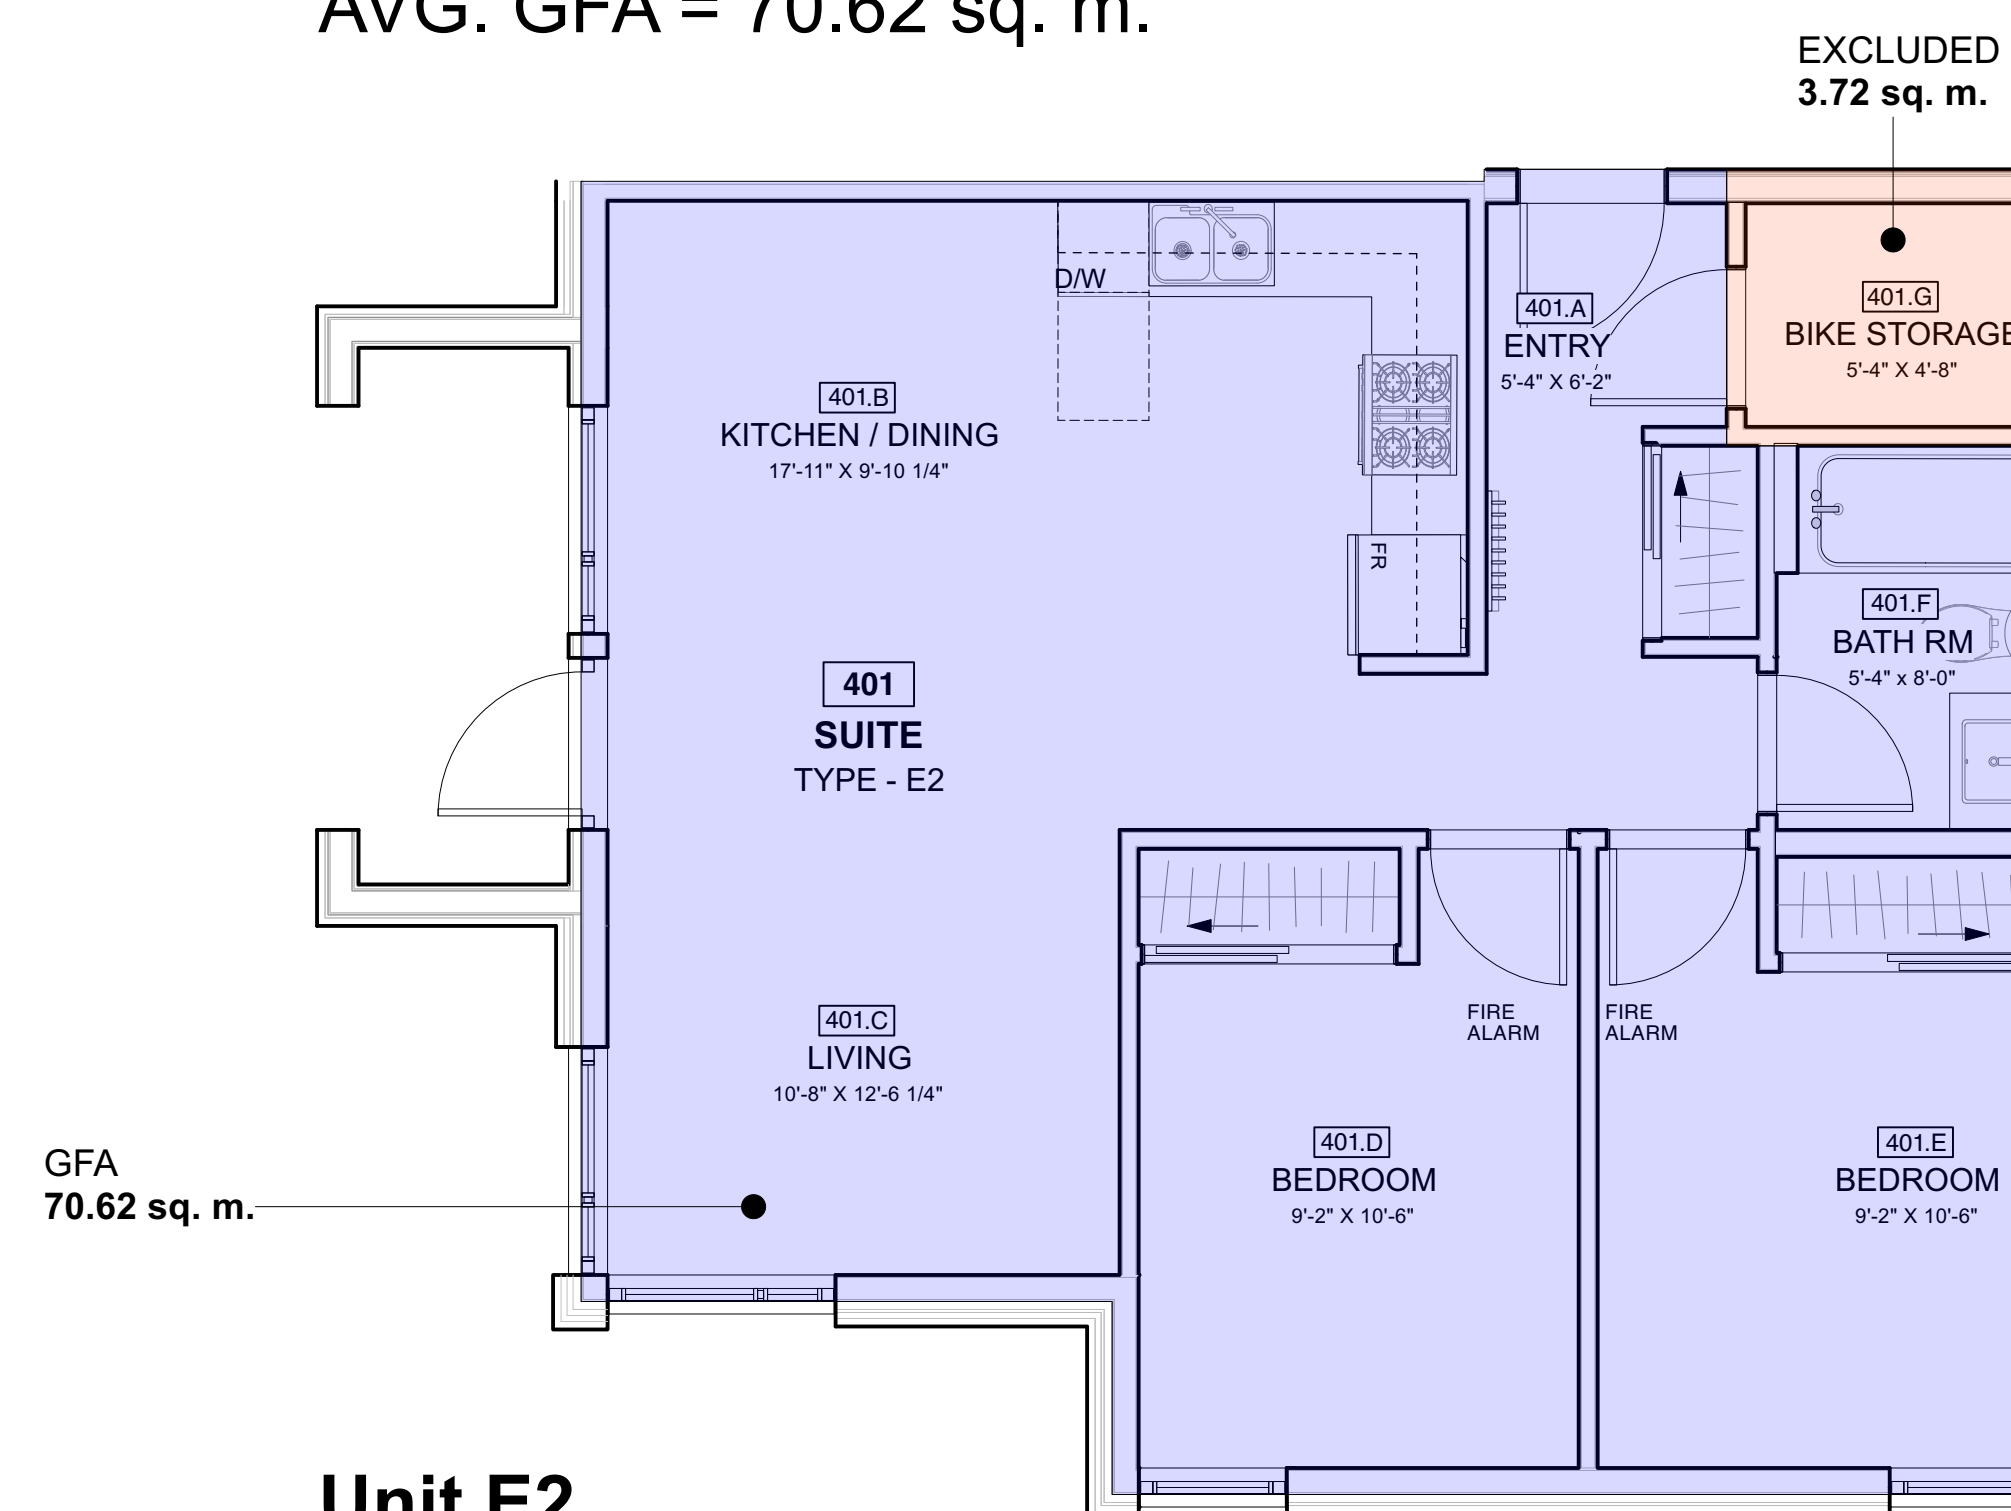 AVG. GFA = 70.62 sq. m.
EXCLUDED
3.72 sq. m.
D/W
401.A
ENTRY
5'-4" X 6'-2"
401.G
BIKE STORAGE
5'-4" X 4'-8"
401.B
KITCHEN / DINING
17'-11" X 9'-10 1/4"
FR
401.F
BATH RM
5'-4" x 8'-0"
401
SUITE
TYPE - E2
FIRE
ALARM
FIRE
ALARM
401.C
LIVING
10'-8" X 12'-6 1/4"
GFA
70.62 sq. m.
401.D
BEDROOM
9'-2" X 10'-6"
401.E
BEDROOM
9'-2" X 10'-6"
Unit E2